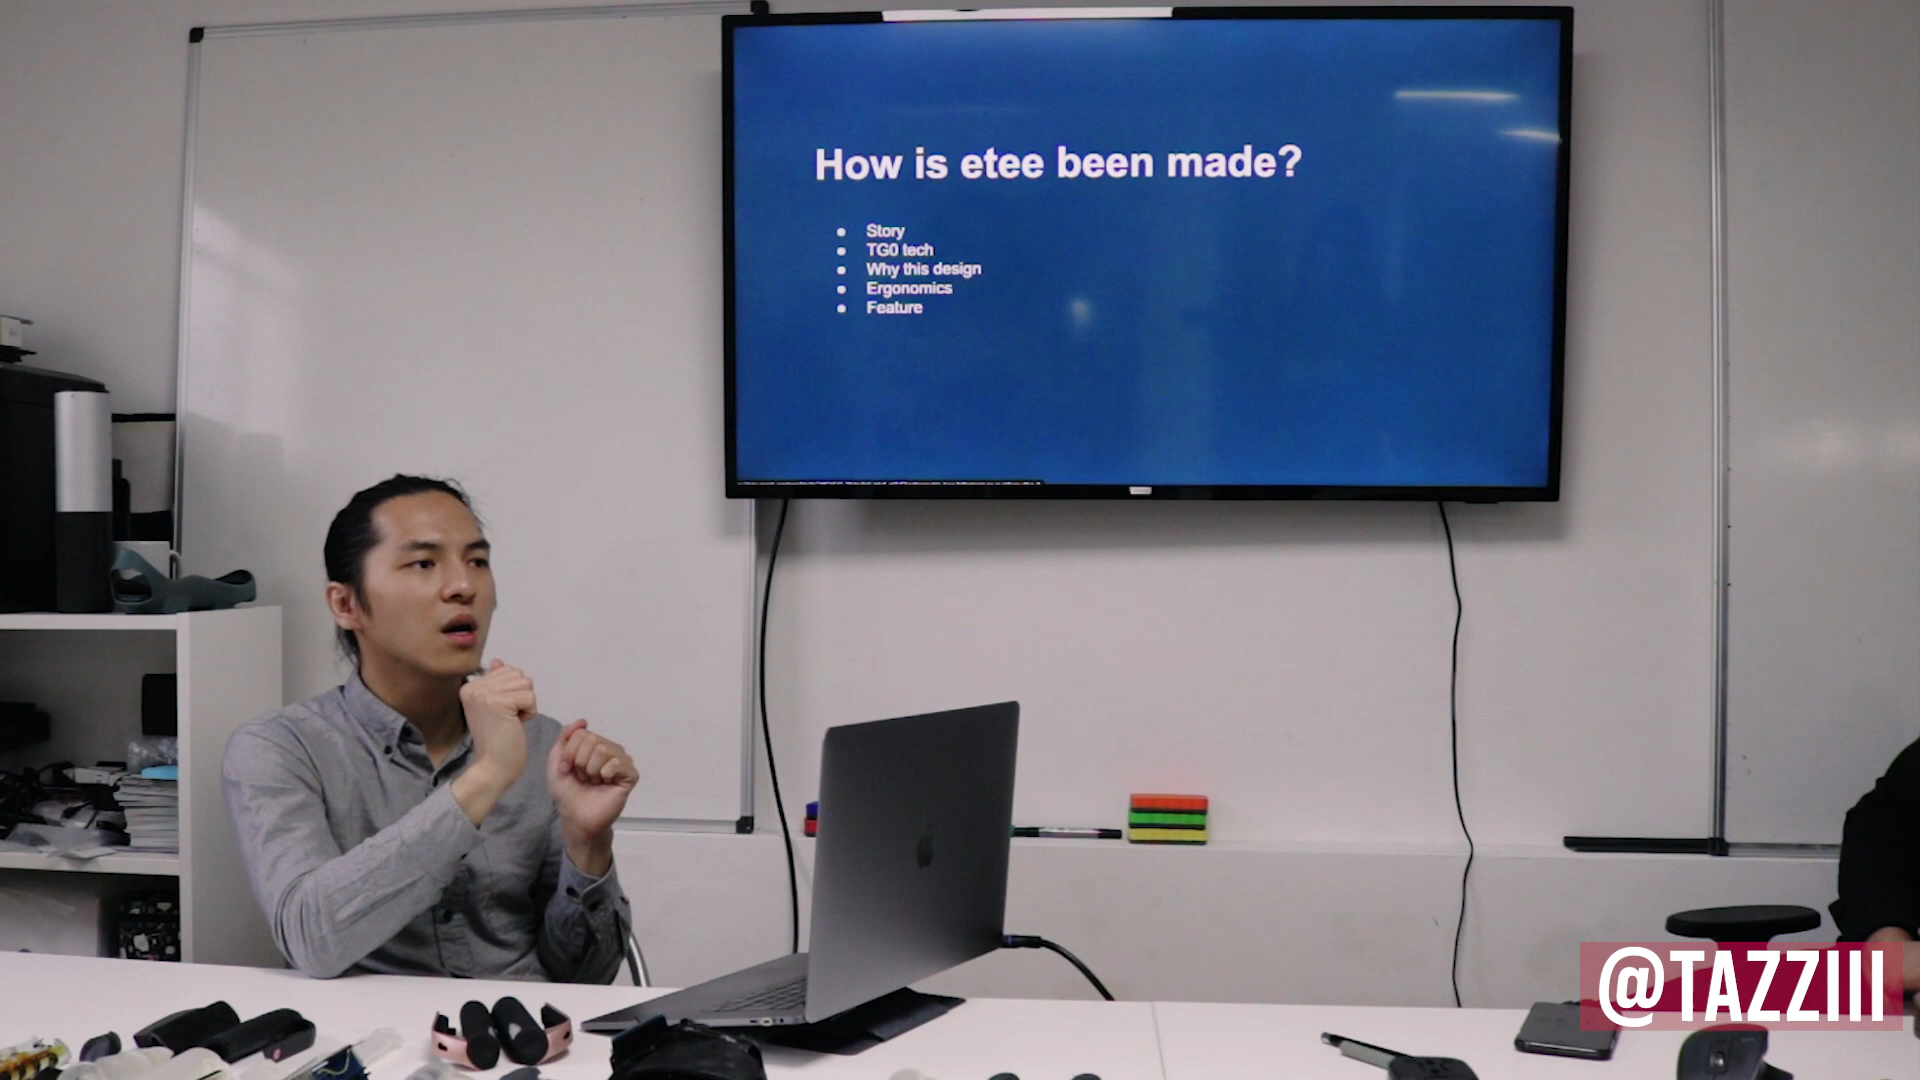 How is etee been made?
● Story
● TG0 tech
● Why this design
● Ergonomics
● Feature
@TAZZIII